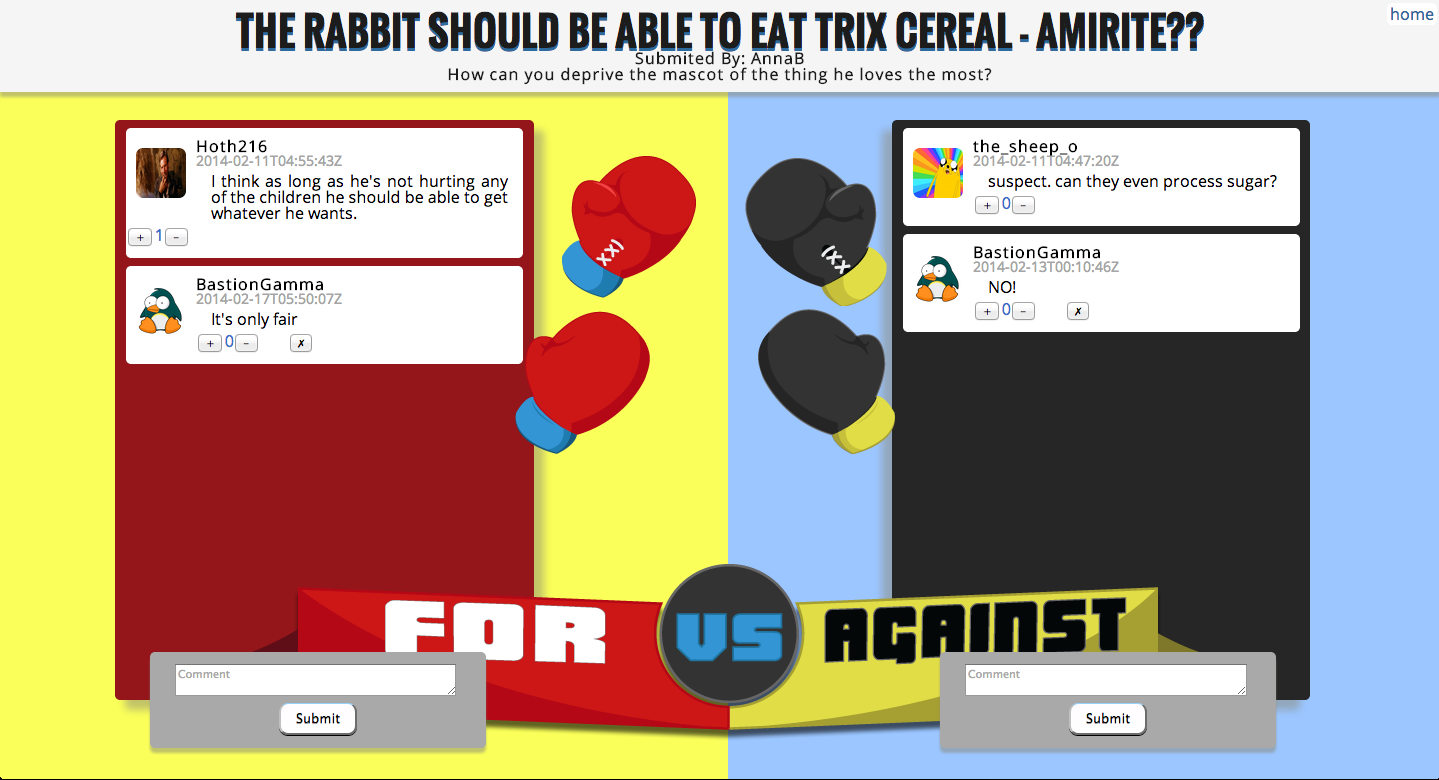 home
THE RABBIT SHOULD BE ABLE TO EAT TRIX CEREAL - AMIRITE??
Submited By: AnnaB
How can you deprive the mascot of the thing he loves the most?
Hoth216
2014-02-11T04:55:43Z
I think as long as he's not hurting any
of the children he should be able to get
whatever he wants.
+ 1 -
BastionGamma
2014-02-17T05:50:07Z
It's only fair
+ 0 - ✗
the_sheep_o
2014-02-11T04:47:20Z
suspect. can they even process sugar?
+ 0 -
BastionGamma
2014-02-13T00:10:46Z
NO!
+ 0 - ✗
FOR VS AGAINST
Comment
Submit
Comment
Submit